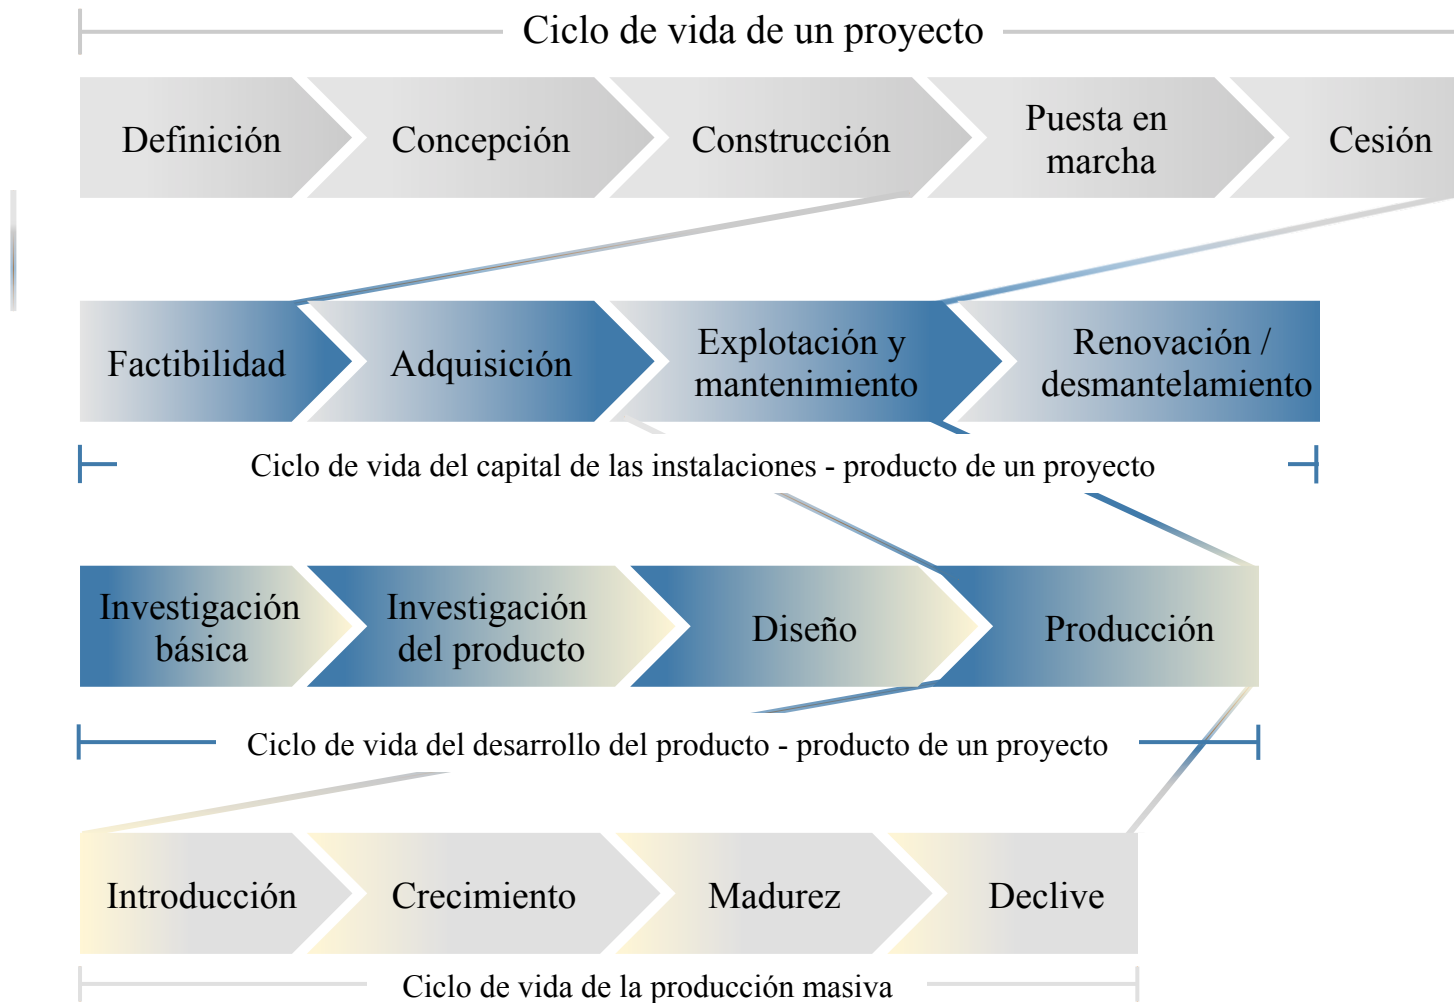 Ciclo de vida de un proyecto
Definición
Concepción
Construcción
Puesta en
marcha
Cesión
Factibilidad
Adquisición
Explotación y
mantenimiento
Renovación /
desmantelamiento
Ciclo de vida del capital de las instalaciones - producto de un proyecto
Investigación
básica
Investigación
del producto
Diseño
Producción
Ciclo de vida del desarrollo del producto - producto de un proyecto
Introducción
Crecimiento
Madurez
Declive
Ciclo de vida de la producción masiva